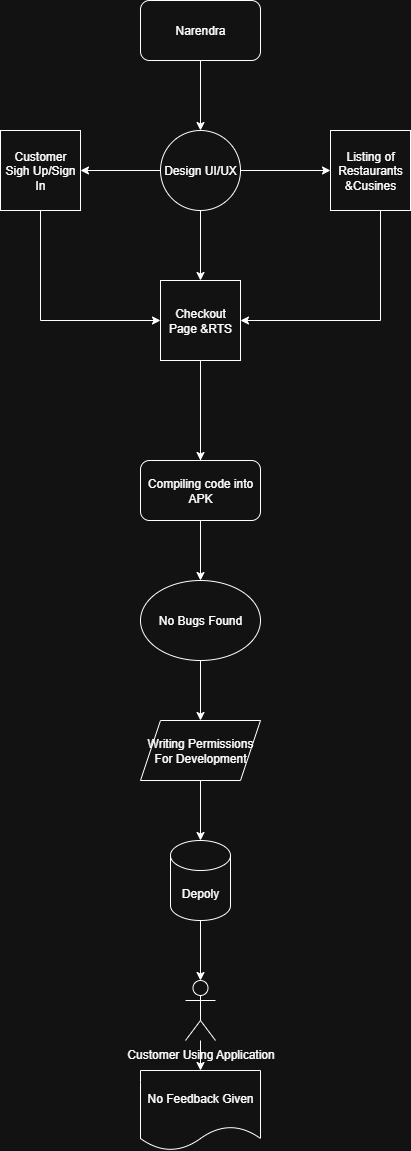 Narendra
Customer
Sigh Up/Sign
In
Design UI/UX
Listing of
Restaurants
&Cusines
Checkout
Page &RTS
Compiling code into
APK
No Bugs Found
Writing Permissions
For Development
Depoly
Customer Using Application
No Feedback Given